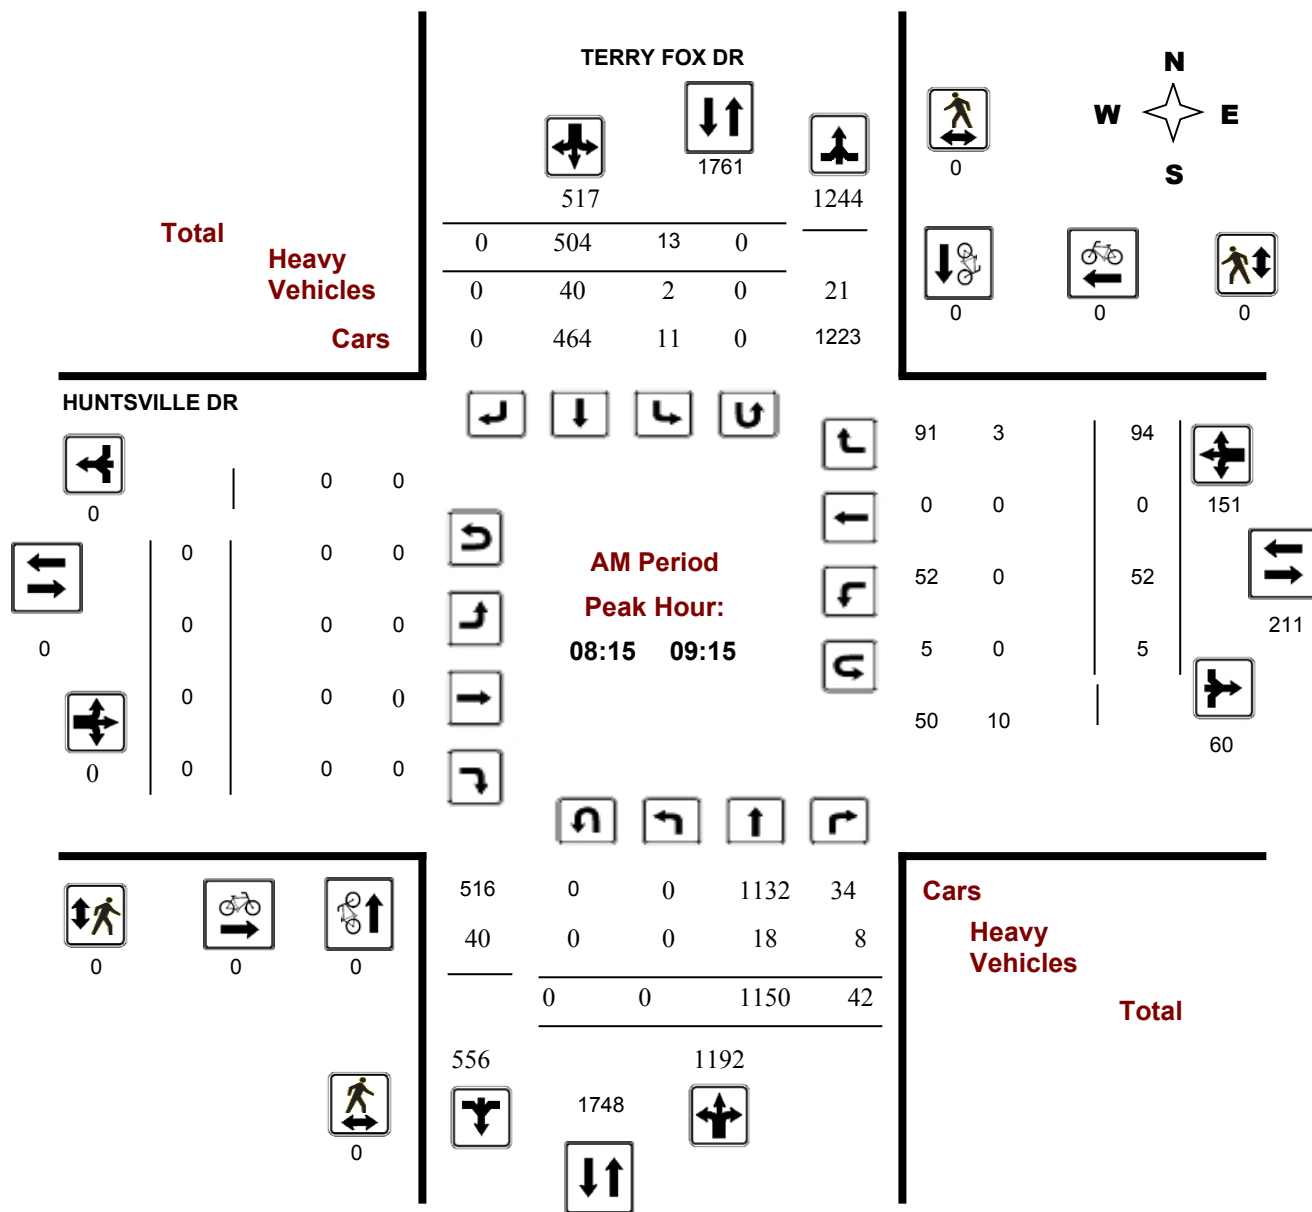 TERRY FOX DR
N
W E
S
1761
0
517 1244
Total
0 504 13 0
Heavy
Vehicles
0 40 2 0 21
Cars
0 464 11 0 1223
0 0 0
HUNTSVILLE DR
91 3 94
0 0
0
0 0 0 151
0 0 0
AM Period
52 0 52
Peak Hour:
0 0 0
211
08:15 09:15
0
5 0 5
0 0 0
50 10
60
0
0 0 0
516 0 0 1132 34
Cars
40 0 0 18 8
Heavy
Vehicles
0 0 0
0 0 1150 42
Total
556 1192
1748
0